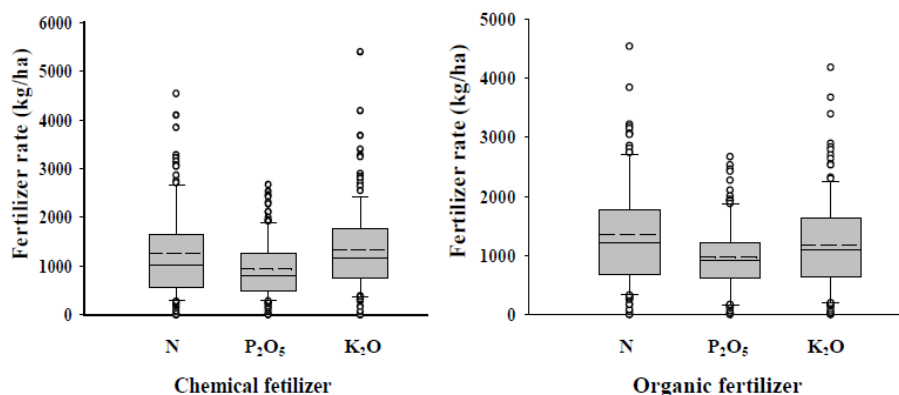 Fertilizer rate (kg/ha)
6000
5000
4000
3000
2000
1000
0
N
P₂O₅
K₂O
Chemical fetilizer
Fertilizer rate (kg/ha)
5000
4000
3000
2000
1000
0
N
P₂O₅
K₂O
Organic fertilizer